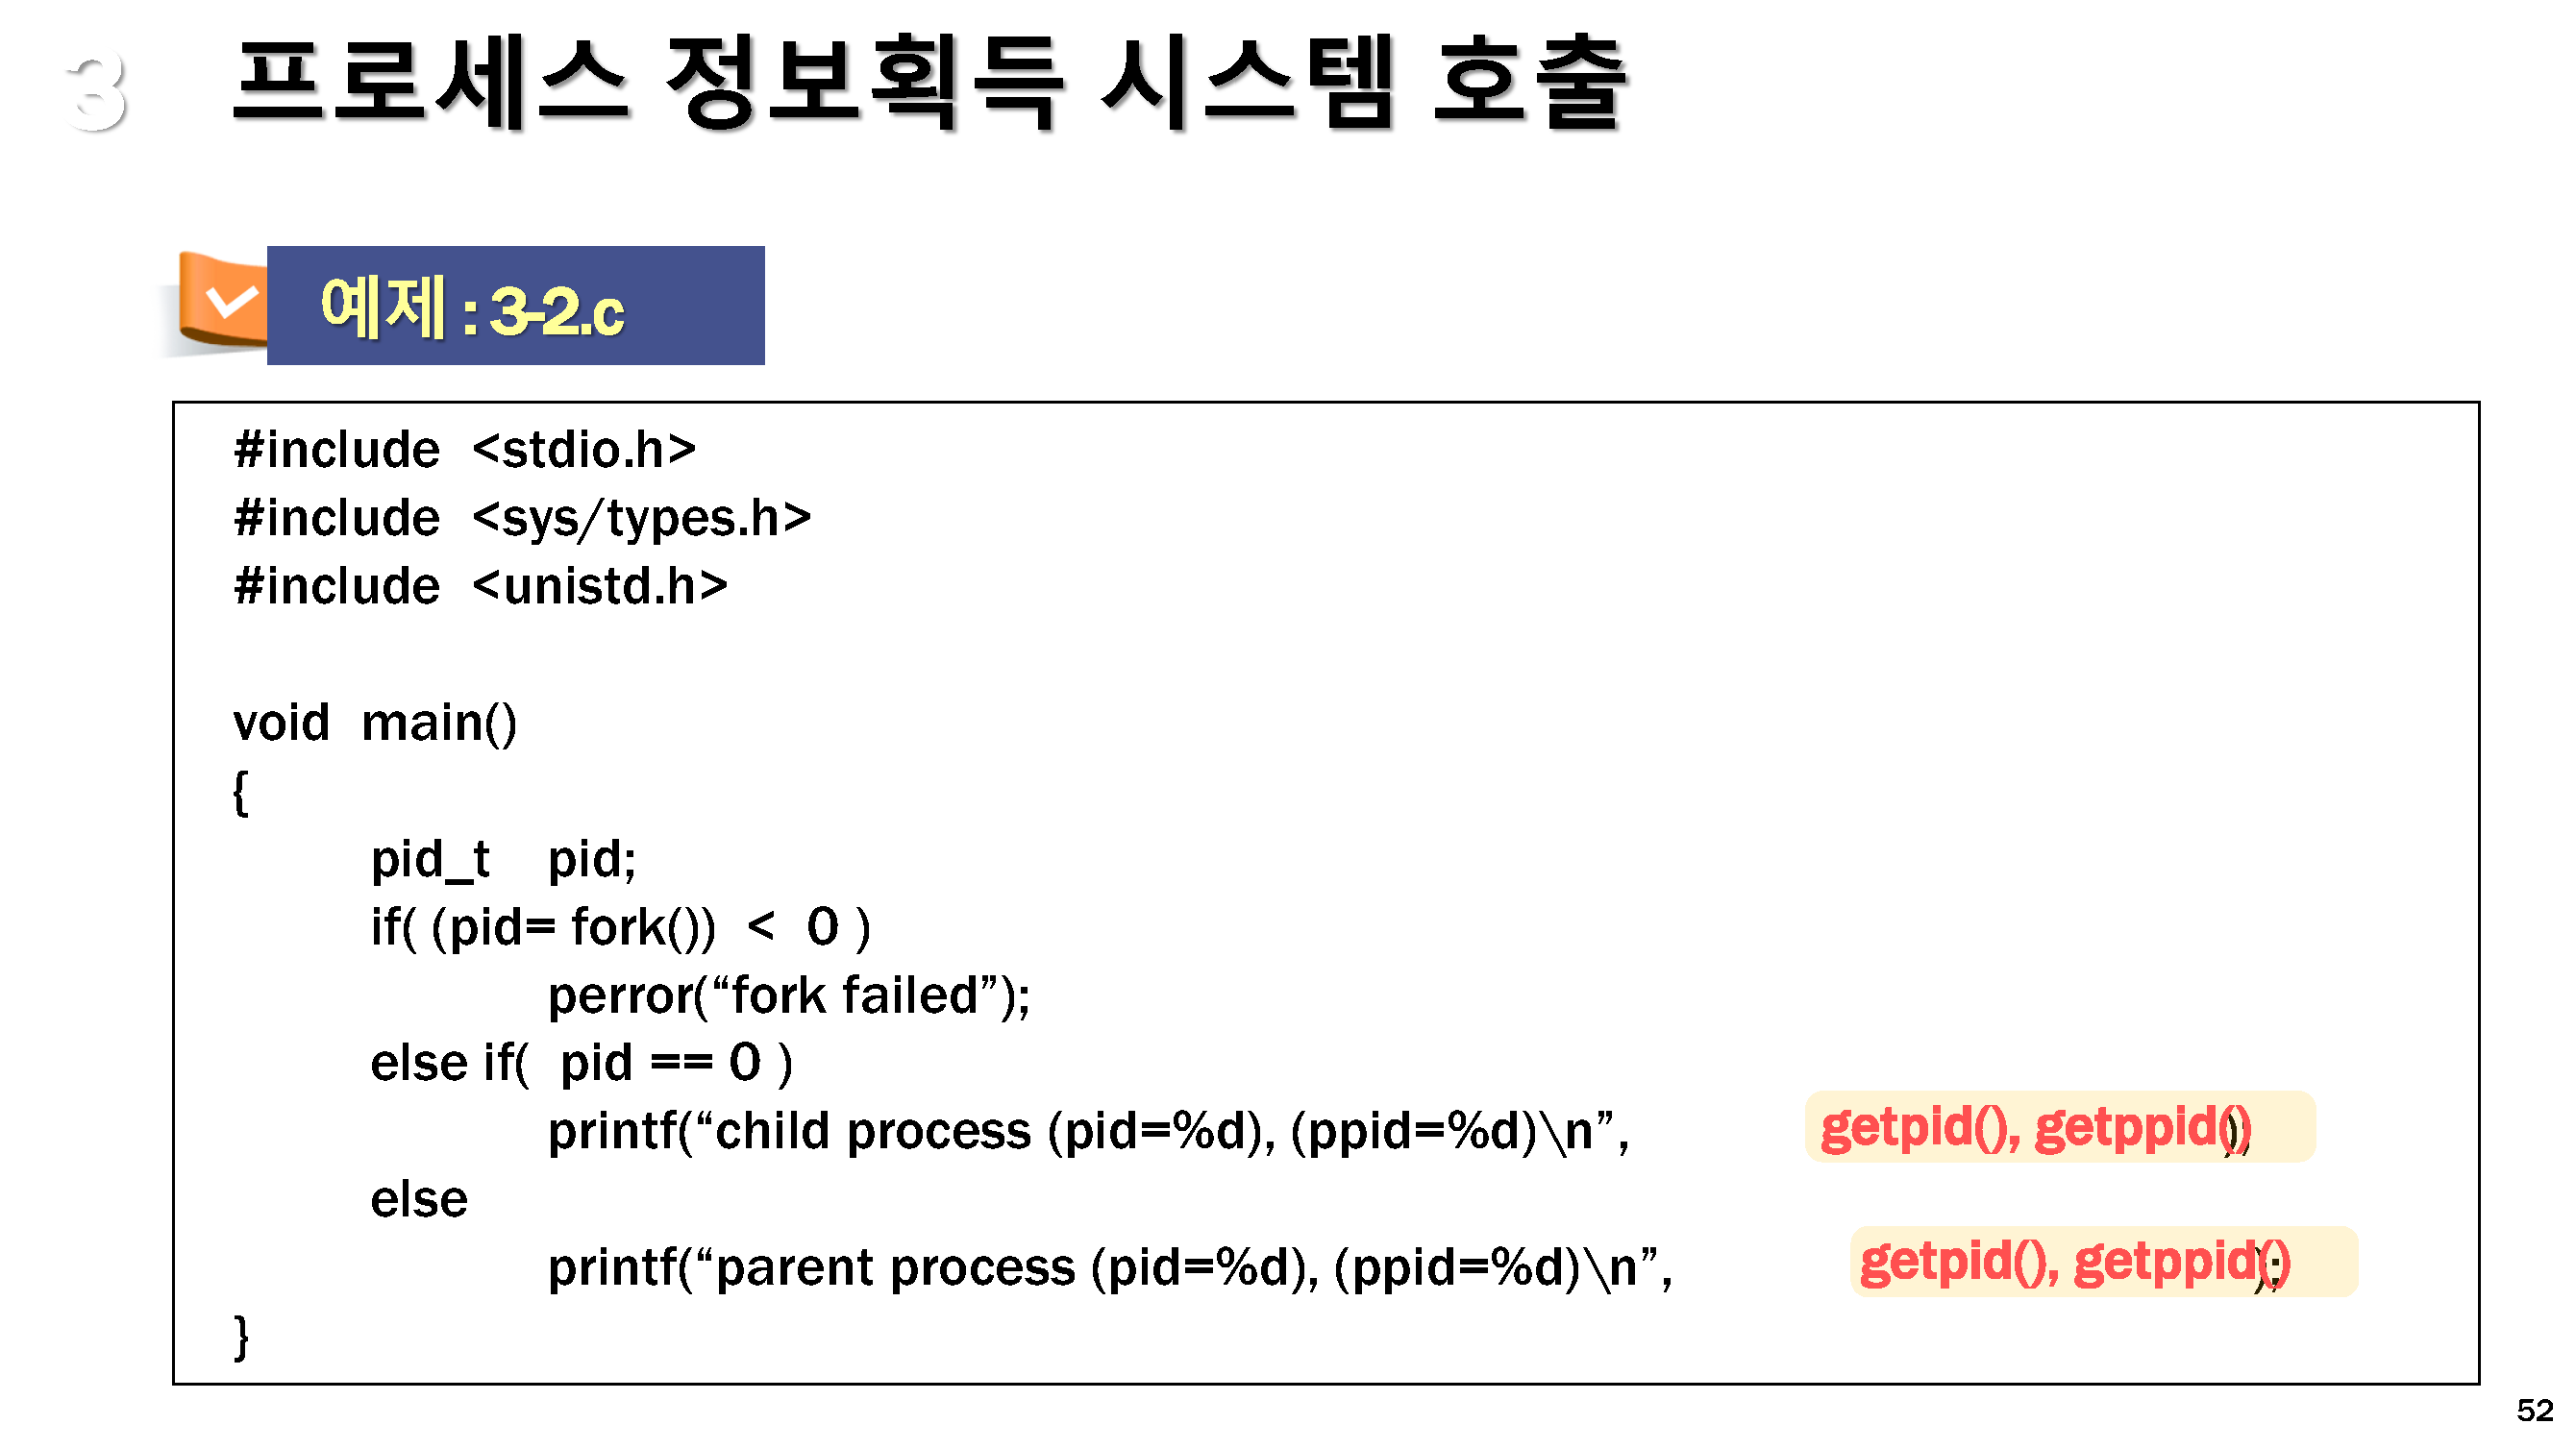 3 프로세스 정보획득 시스템 호출
예제 : 3-2.c
#include <stdio.h>
#include <sys/types.h>
#include <unistd.h>
void main()
{
pid_t pid;
if( (pid= fork()) < 0 )
perror(“fork failed”);
else if( pid == 0 )
printf(“child process (pid=%d), (ppid=%d)\n”, getpid(), getppid());
else
printf(“parent process (pid=%d), (ppid=%d)\n”, getpid(), getppid());
}
52